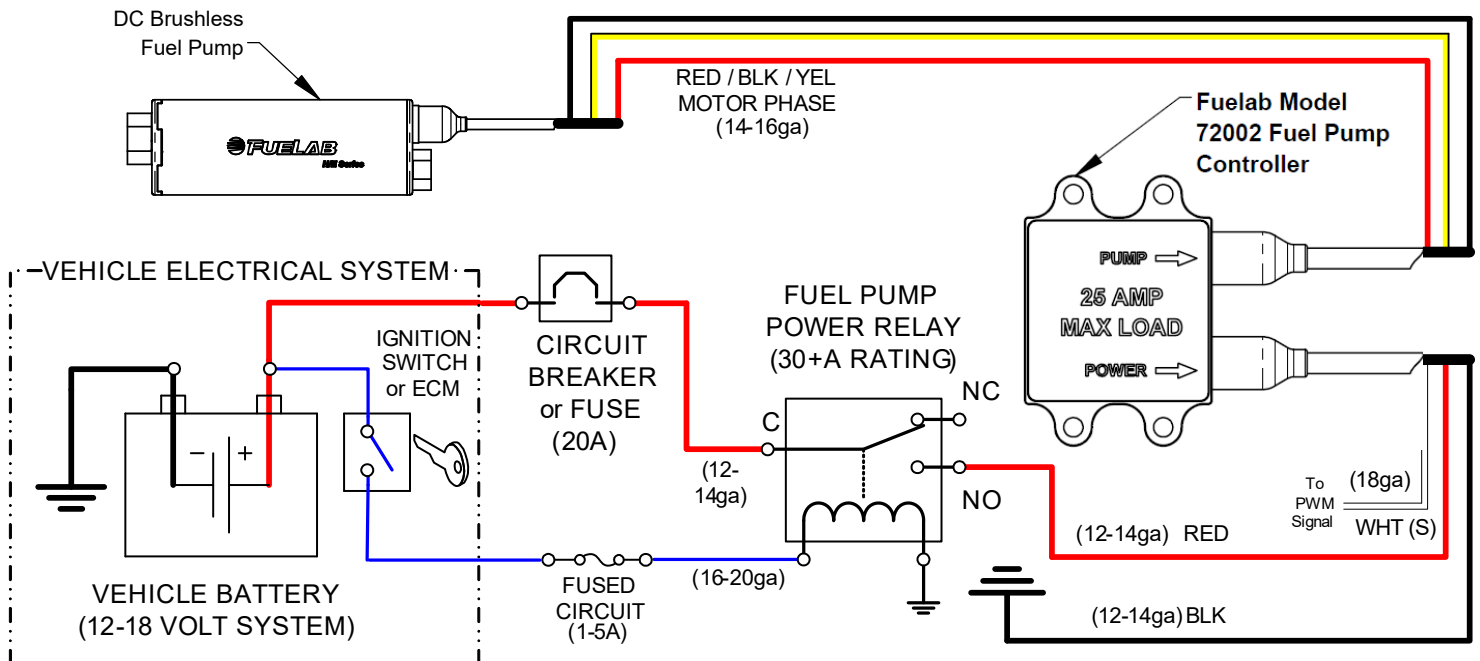 DC Brushless
Fuel Pump
FUELAB
RED / BLK / YEL
MOTOR PHASE
(14-16ga)
Fuelab Model
72002 Fuel Pump
Controller
PUMP
25 AMP
MAX LOAD
POWER
VEHICLE ELECTRICAL SYSTEM
IGNITION
SWITCH
or ECM
CIRCUIT
BREAKER
or FUSE
(20A)
FUEL PUMP
POWER RELAY
(30+A RATING)
C
NC
NO
(12-
14ga)
- +
VEHICLE BATTERY
(12-18 VOLT SYSTEM)
FUSED
CIRCUIT
(1-5A)
(16-20ga)
To
PWM
Signal
(18ga)
WHT (S)
(12-14ga) RED
(12-14ga) BLK